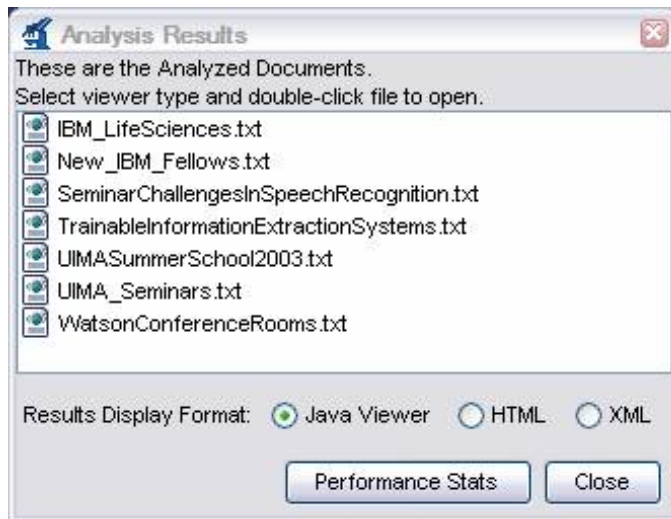 Analysis Results
These are the Analyzed Documents.
Select viewer type and double-click file to open.
IBM_LifeSciences.txt
New_IBM_Fellows.txt
SeminarChallengesInSpeechRecognition.txt
TrainableInformationExtractionSystems.txt
UIMASummerSchool2003.txt
UIMA_Seminars.txt
WatsonConferenceRooms.txt
Results Display Format: Java Viewer HTML XML
Performance Stats Close